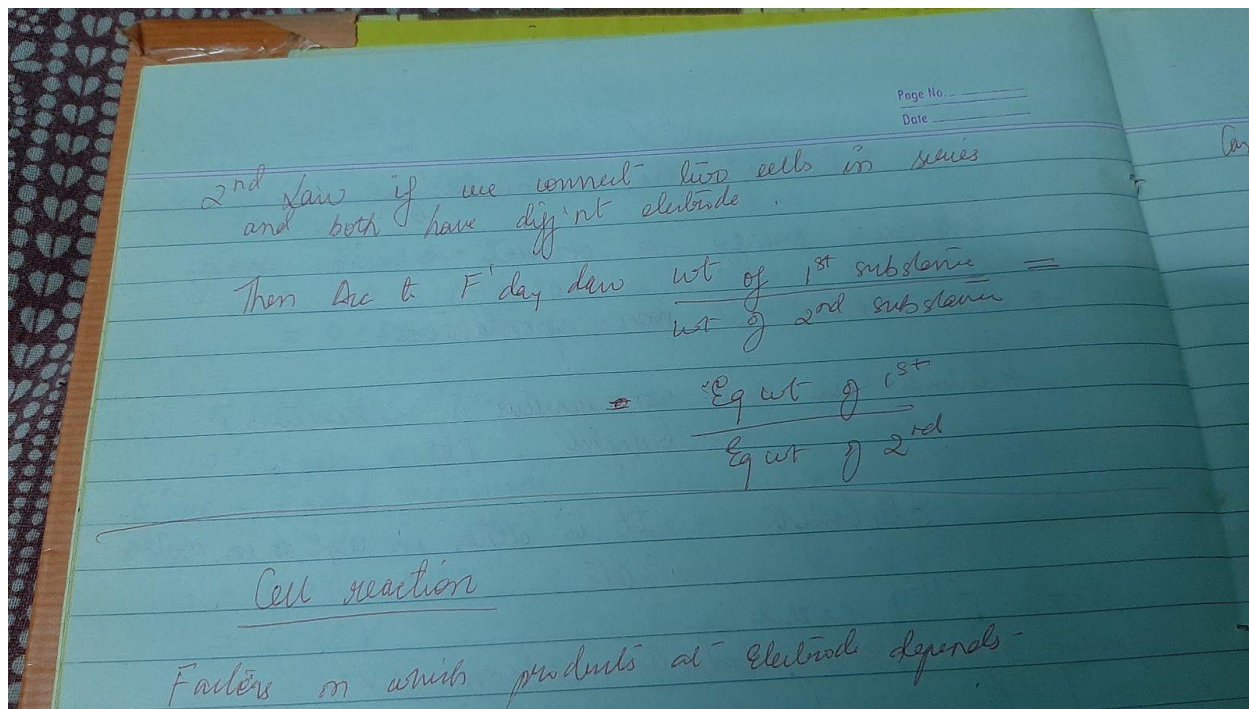 Page No.
Date
2nd Law if we connect two cells in series
and both have diff'nt electrode.
Then Acc to F'day law wt of 1st substance =
wt of 2nd substance
Eq wt of 1st
Eq wt of 2nd
Cell reaction
Factors on which products at Electrode depends